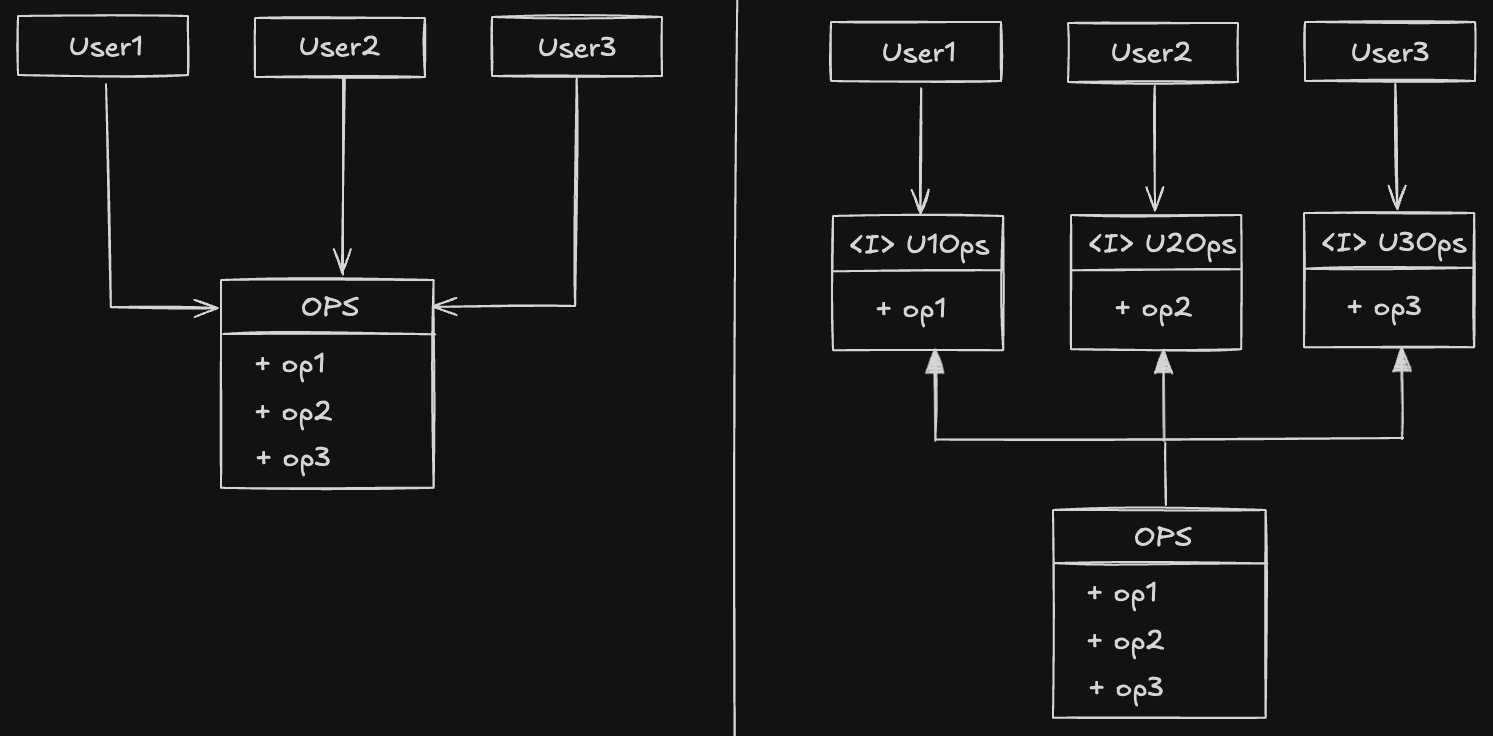 User1
User2
User3
OPS
+ op1
+ op2
+ op3
User1
User2
User3
<I> U1Ops
<I> U2Ops
<I> U3Ops
+ op1
+ op2
+ op3
OPS
+ op1
+ op2
+ op3